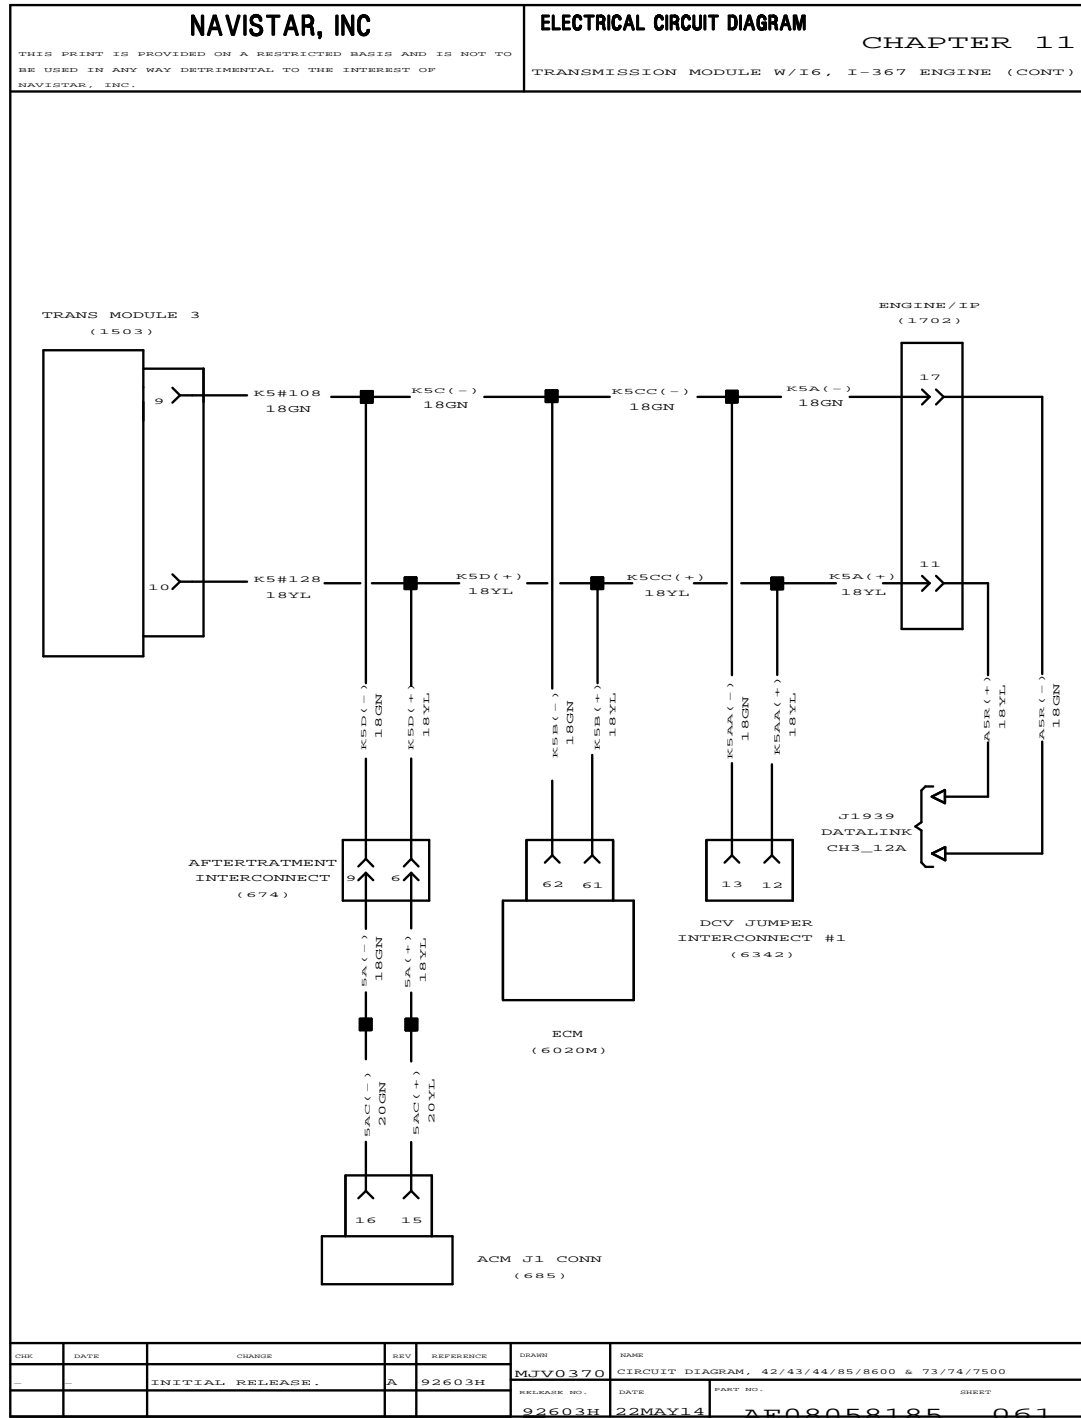 NAVISTAR, INC
THIS PRINT IS PROVIDED ON A RESTRICTED BASIS AND IS NOT TO
BE USED IN ANY WAY DETRIMENTAL TO THE INTEREST OF
NAVISTAR, INC.
ELECTRICAL CIRCUIT DIAGRAM
CHAPTER 11
TRANSMISSION MODULE W/I6, I-367 ENGINE (CONT)
TRANS MODULE 3
(1503)
ENGINE/IP
(1702)
9
K5#108
18GN
K5C(-)
18GN
K5CC(-)
18GN
K5A(-)
18GN
17
10
K5#128
18YL
K5D(+)
18YL
K5CC(+)
18YL
K5A(+)
18YL
11
K5D(-)
18GN
K5D(+)
18YL
K5B(-)
18GN
K5B(+)
18YL
K5AA(-)
18GN
K5AA(+)
18YL
A5R(+)
18YL
A5R(-)
18GN
J1939
DATALINK
CH3_12A
AFTERTRATMENT
INTERCONNECT
(674)
9
6
62
61
13
12
DCV JUMPER
INTERCONNECT #1
(6342)
5A(-)
18GN
5A(+)
18YL
ECM
(6020M)
5AC(-)
20GN
5AC(+)
20YL
16
15
ACM J1 CONN
(685)
CHK
DATE
CHANGE
REV
REFERENCE
DRAWN
NAME
-
-
INITIAL RELEASE.
A
92603H
MJV0370
CIRCUIT DIAGRAM, 42/43/44/85/8600 & 73/74/7500
RELEASE NO.
DATE
PART NO.
SHEET
92603H
22MAY14
AE08058185
061